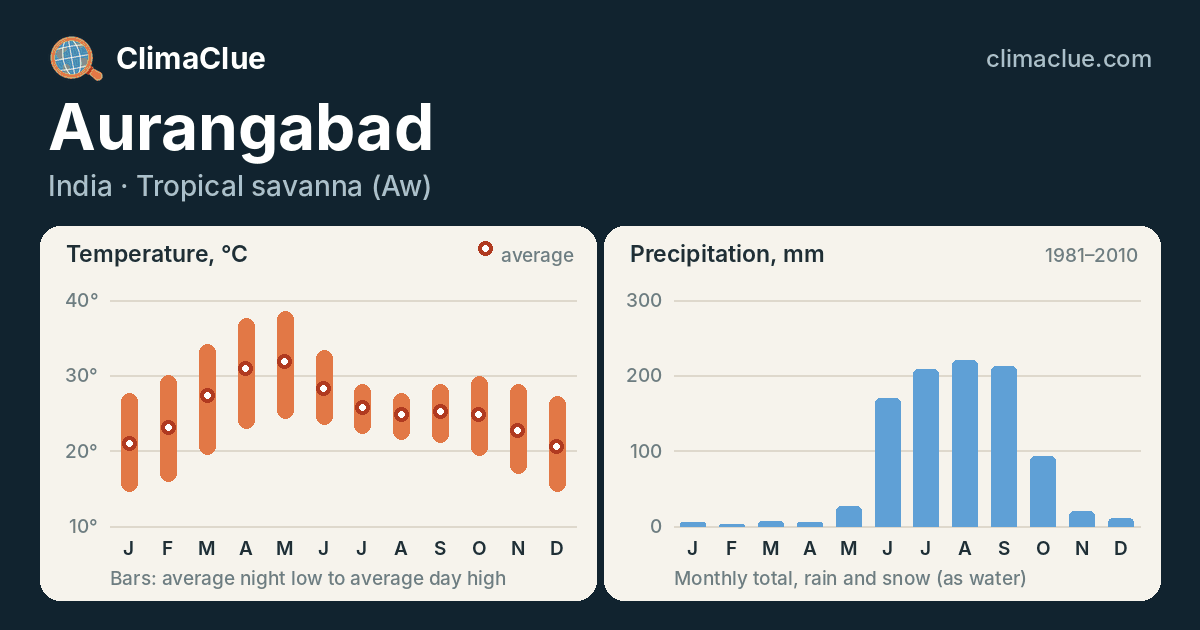 ClimaClue
climaclue.com
Aurangabad
India · Tropical savanna (Aw)
Temperature, °C
average
40°
30°
20°
10°
J F M A M J J A S O N D
Bars: average night low to average day high
Precipitation, mm
1981–2010
300
200
100
0
J F M A M J J A S O N D
Monthly total, rain and snow (as water)